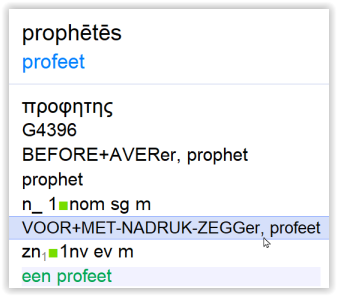 prophētēs
profeet
προφητης
G4396
BEFORE+AVERer, prophet
prophet
n_ 1■nom sg m
VOOR+MET-NADRUK-ZEGGer, profeet
zn₁■1nv ev m
een profeet